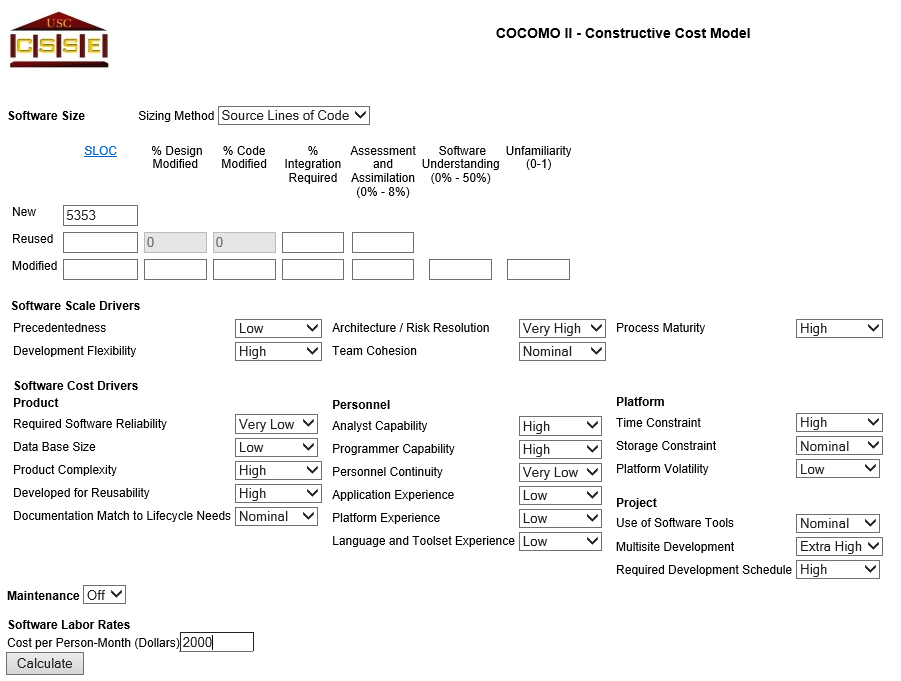 USC
CSSE
COCOMO II - Constructive Cost Model
Software Size Sizing Method Source Lines of Code
SLOC % Design Modified % Code Modified % Integration Required Assessment and Assimilation (0% - 8%) Software Understanding (0% - 50%) Unfamiliarity (0-1)
New 5353
Reused 0 0
Modified
Software Scale Drivers
Precedentedness Low Architecture / Risk Resolution Very High Process Maturity High
Development Flexibility High Team Cohesion Nominal
Software Cost Drivers
Product
Required Software Reliability Very Low
Data Base Size Low
Product Complexity High
Developed for Reusability High
Documentation Match to Lifecycle Needs Nominal
Personnel
Analyst Capability High
Programmer Capability High
Personnel Continuity Very Low
Application Experience Low
Platform Experience Low
Language and Toolset Experience Low
Platform
Time Constraint High
Storage Constraint Nominal
Platform Volatility Low
Project
Use of Software Tools Nominal
Multisite Development Extra High
Required Development Schedule High
Maintenance Off
Software Labor Rates
Cost per Person-Month (Dollars) 2000
Calculate